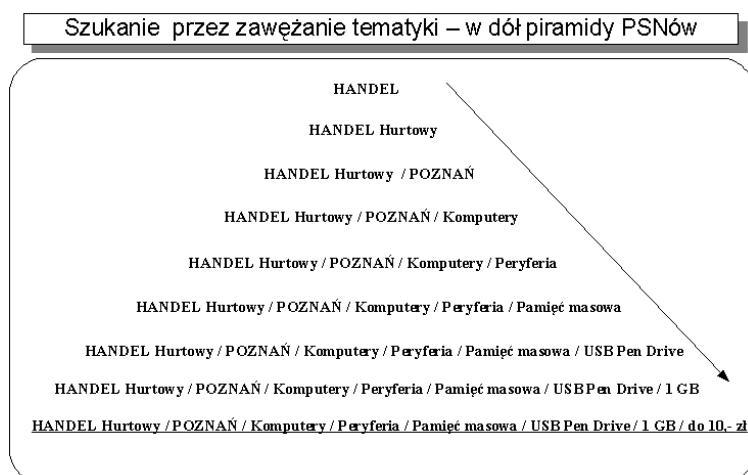 Szukanie przez zawężanie tematyki – w dół piramidy PSNów
HANDEL
HANDEL Hurtowy
HANDEL Hurtowy / POZNAŃ
HANDEL Hurtowy / POZNAŃ / Komputery
HANDEL Hurtowy / POZNAŃ / Komputery / Peryferia
HANDEL Hurtowy / POZNAŃ / Komputery / Peryferia / Pamięć masowa
HANDEL Hurtowy / POZNAŃ / Komputery / Peryferia / Pamięć masowa / USB Pen Drive
HANDEL Hurtowy / POZNAŃ / Komputery / Peryferia / Pamięć masowa / USB Pen Drive / 1 GB
HANDEL Hurtowy / POZNAŃ / Komputery / Peryferia / Pamięć masowa / USB Pen Drive / 1 GB / do 10,- zł